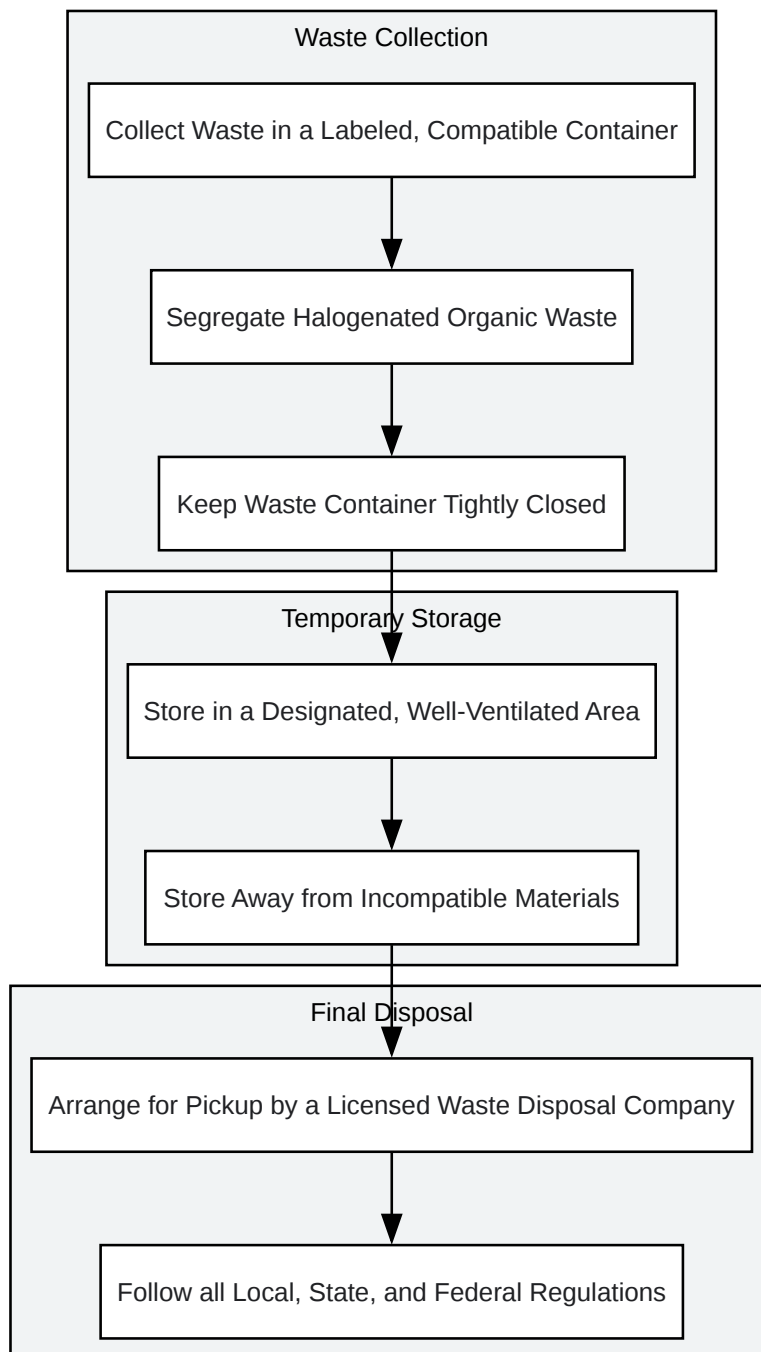 Waste Collection
Collect Waste in a Labeled, Compatible Container
Segregate Halogenated Organic Waste
Keep Waste Container Tightly Closed
Temporary Storage
Store in a Designated, Well-Ventilated Area
Store Away from Incompatible Materials
Final Disposal
Arrange for Pickup by a Licensed Waste Disposal Company
Follow all Local, State, and Federal Regulations